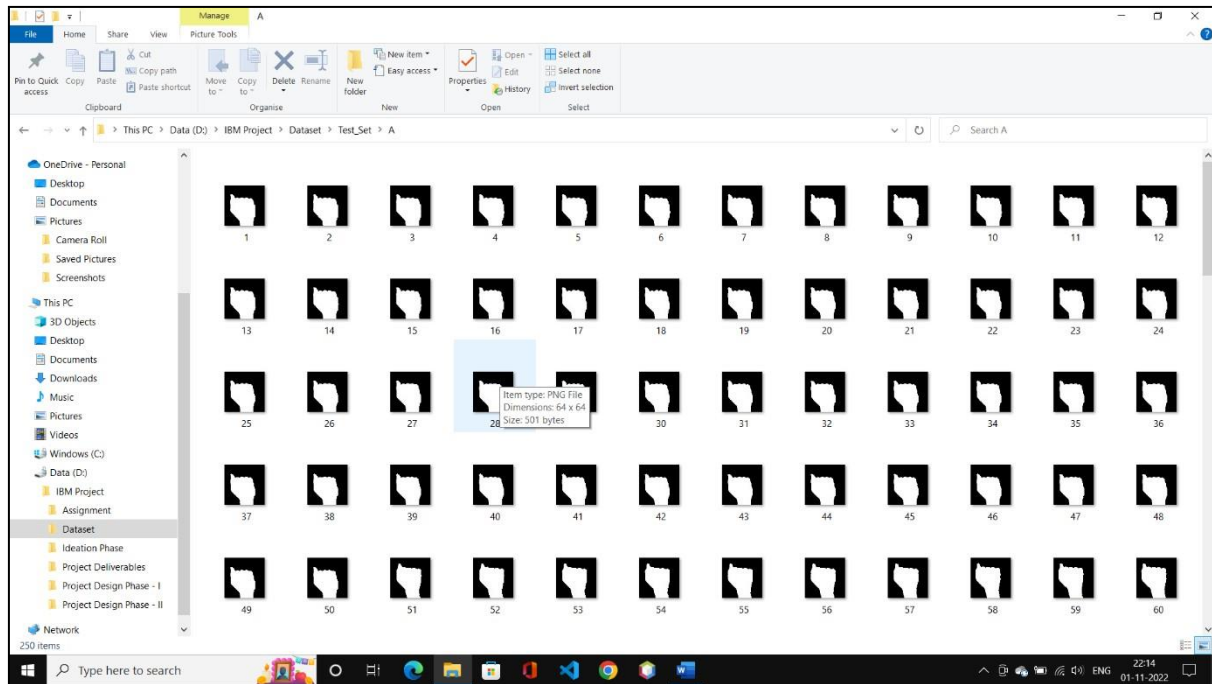 Manage A
File Home Share View Picture Tools
Pin to Quick access
Copy
Paste
Cut
Copy path
Paste shortcut
Clipboard
Move to
Copy to
Delete
Rename
Organise
New folder
New item
Easy access
New
Properties
Open
Edit
History
Open
Select all
Select none
Invert selection
Select
> This PC > Data (D:) > IBM Project > Dataset > Test_Set > A
Search A
OneDrive - Personal
Desktop
Documents
Pictures
Camera Roll
Saved Pictures
Screenshots
This PC
3D Objects
Desktop
Documents
Downloads
Music
Pictures
Videos
Windows (C:)
Data (D:)
IBM Project
Assignment
Dataset
Ideation Phase
Project Deliverables
Project Design Phase - I
Project Design Phase - II
Network
1 2 3 4 5 6 7 8 9 10 11 12
13 14 15 16 17 18 19 20 21 22 23 24
Item type: PNG File
Dimensions: 64 x 64
Size: 501 bytes
25 26 27 28 30 31 32 33 34 35 36
37 38 39 40 41 42 43 44 45 46 47 48
49 50 51 52 53 54 55 56 57 58 59 60
250 items
Type here to search
ENG
22:14
01-11-2022